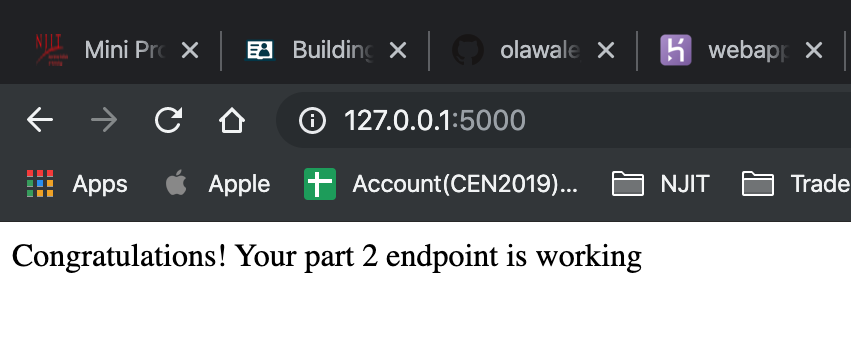 NJIT Mini Pro Building olawale webapp
127.0.0.1:5000
Apps Apple Account(CEN2019)... NJIT Trade
Congratulations! Your part 2 endpoint is working